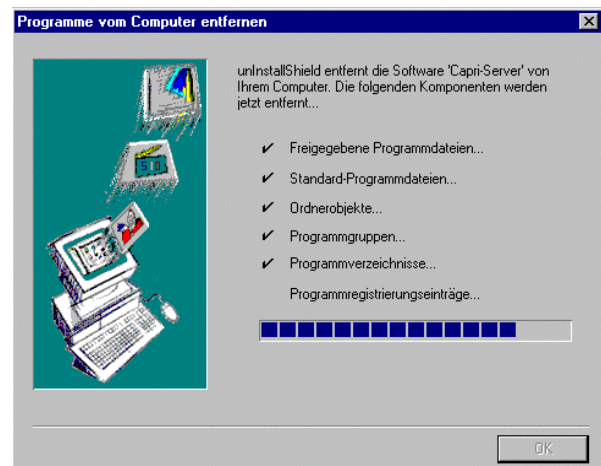 Programme vom Computer entfernen
unInstallShield entfernt die Software 'Capri-Server' von
Ihrem Computer. Die folgenden Komponenten werden
jetzt entfernt...
Freigegebene Programmdateien...
Standard-Programmdateien...
Ordnerobjekte...
Programmgruppen...
Programmverzeichnisse...
Programmregistrierungseinträge...
OK